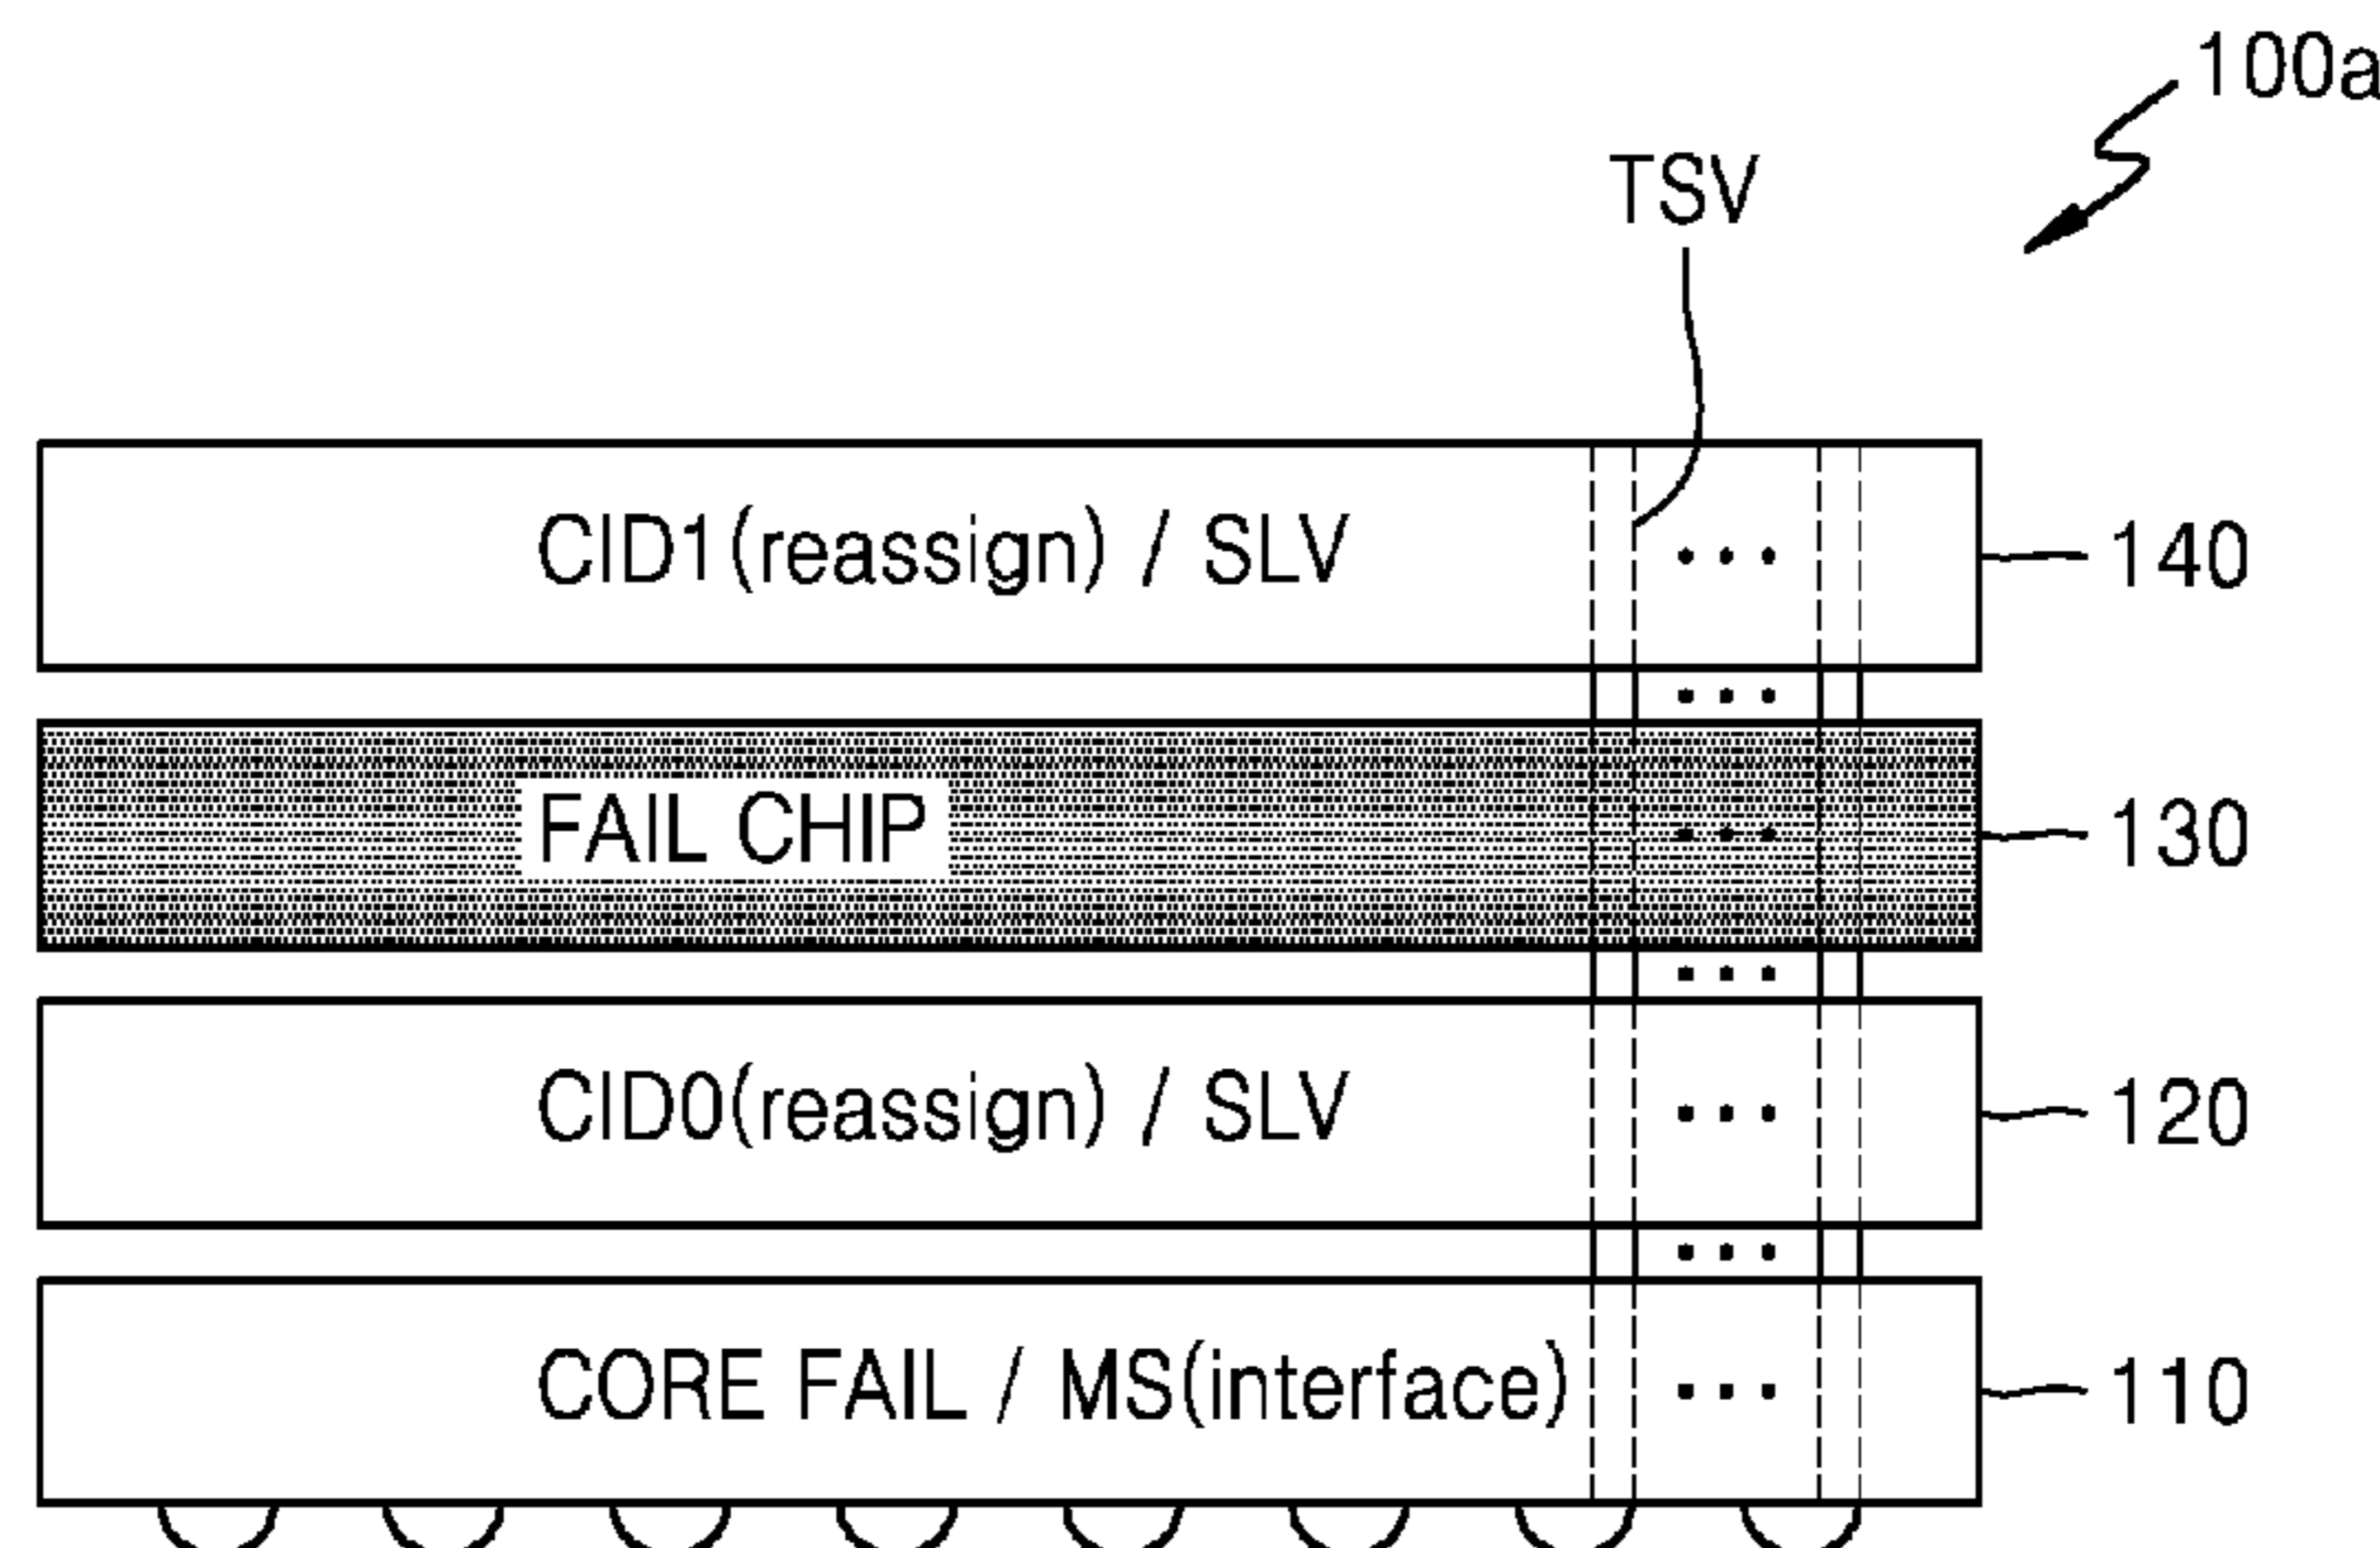 100a
TSV
CID1(reassign) / SLV
140
FAIL CHIP
130
CID0(reassign) / SLV
120
CORE FAIL / MS(interface)
110